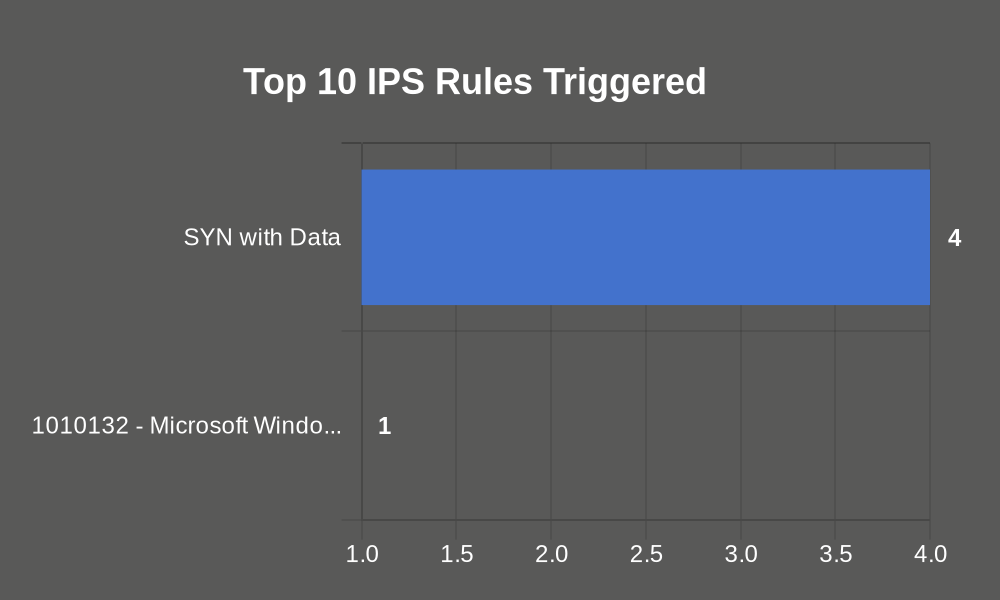 Top 10 IPS Rules Triggered
SYN with Data
4
1010132 - Microsoft Windo...
1
1.0 1.5 2.0 2.5 3.0 3.5 4.0